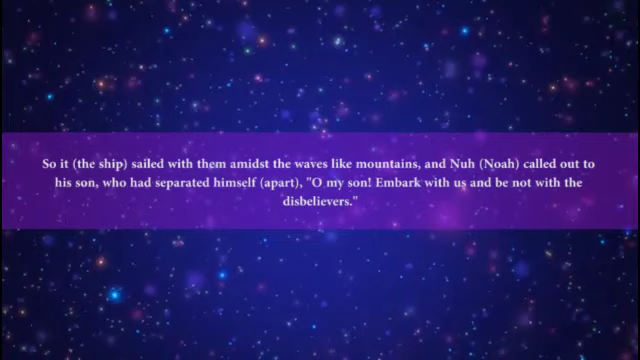 So it (the ship) sailed with them amidst the waves like mountains, and Nuh (Noah) called out to
his son, who had separated himself (apart), "O my son! Embark with us and be not with the
disbelievers."